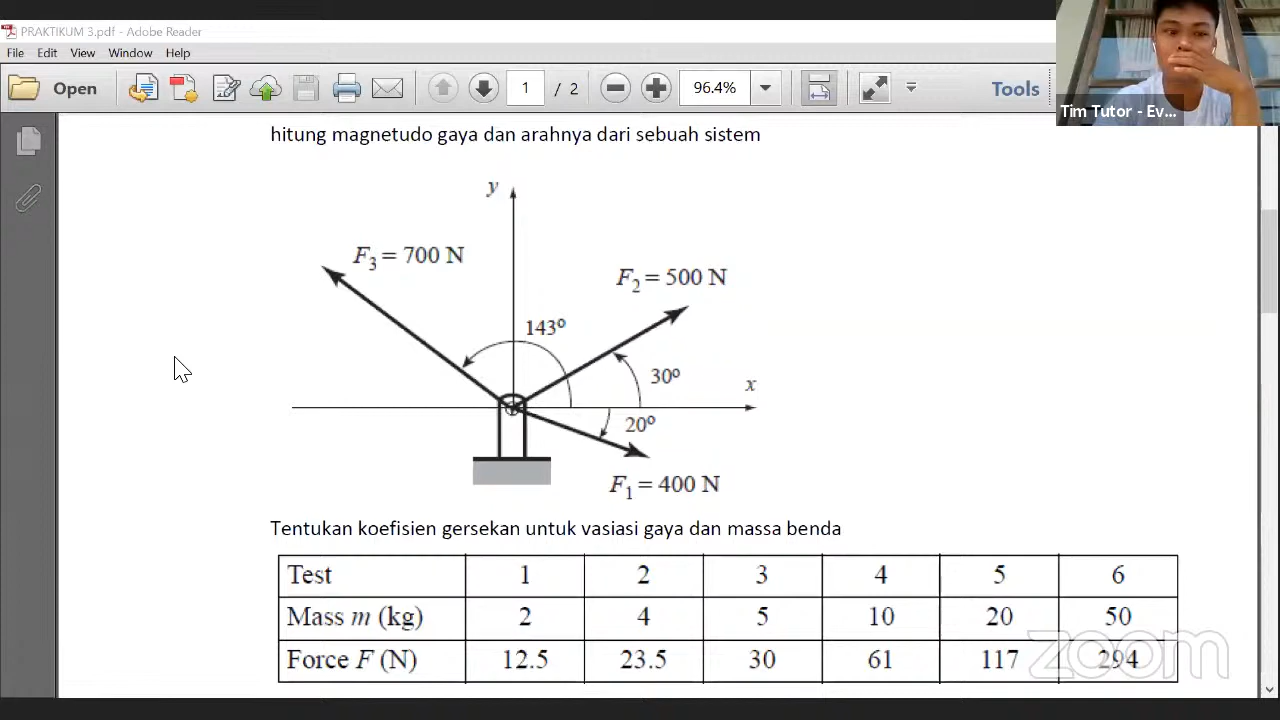 PRAKTIKUM 3.pdf - Adobe Reader
File Edit View Window Help
Open 1 / 2 96.4% Tools
Tim Tutor - Ev...
hitung magnetudo gaya dan arahnya dari sebuah sistem
y
F3 = 700 N
F2 = 500 N
143º
30º
x
20º
F1 = 400 N
Tentukan koefisien gersekan untuk vasiasi gaya dan massa benda
Test 1 2 3 4 5 6
Mass m (kg) 2 4 5 10 20 50
Force F (N) 12.5 23.5 30 61 117 294
zoom